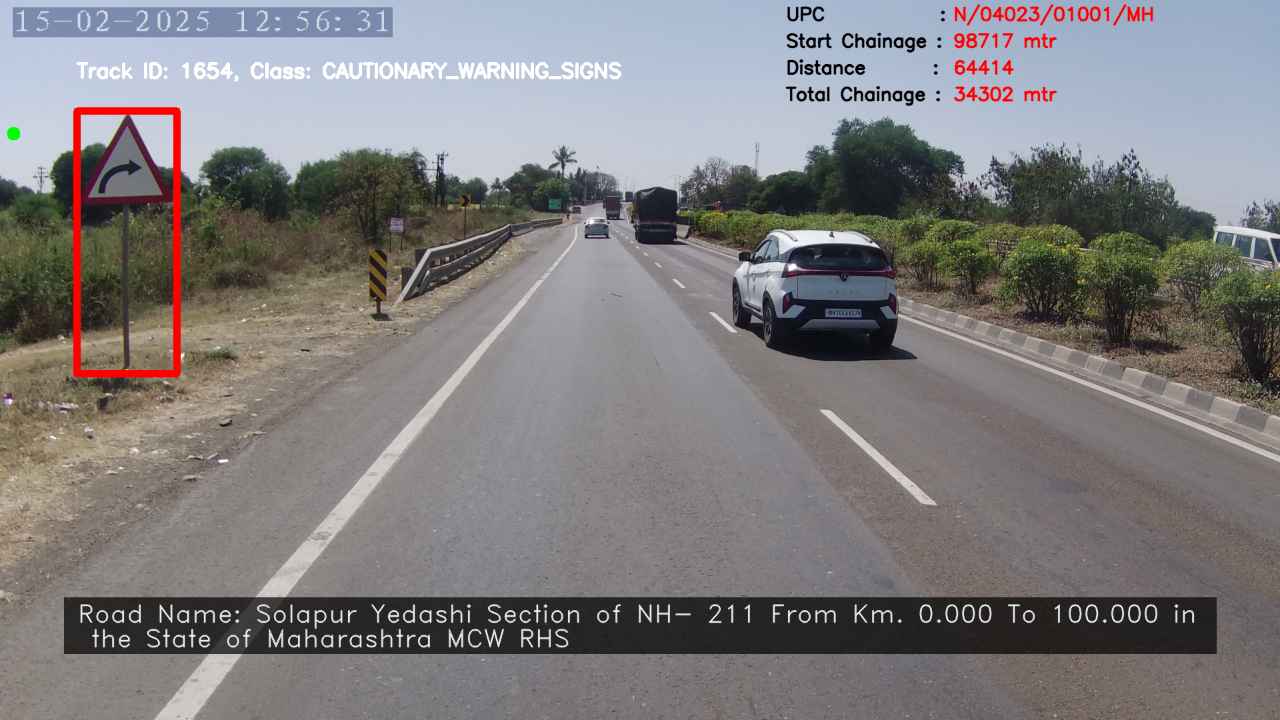 15-02-2025 12:56:31
UPC : N/04023/01001/MH
Start Chainage : 98717 mtr
Distance : 64414
Total Chainage : 34302 mtr
Track ID: 1654, Class: CAUTIONARY_WARNING_SIGNS
Road Name: Solapur Yedashi Section of NH- 211 From Km. 0.000 To 100.000 in
the State of Maharashtra MCW RHS